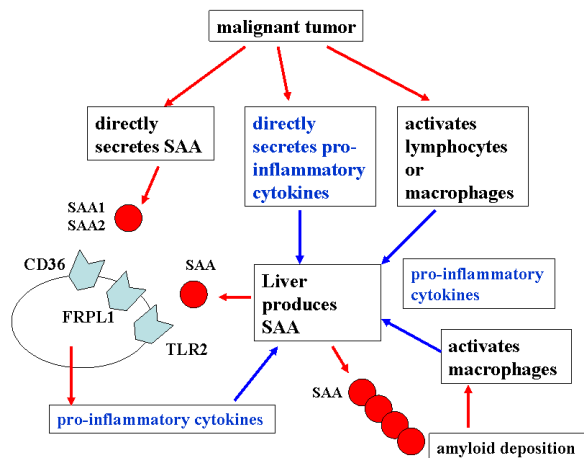 malignant tumor
directly
secretes SAA
directly
secretes pro-
inflammatory
cytokines
activates
lymphocytes
or
macrophages
SAA1
SAA2
CD36
SAA
FRPL1
TLR2
Liver
produces
SAA
pro-inflammatory
cytokines
activates
macrophages
SAA
pro-inflammatory cytokines
amyloid deposition